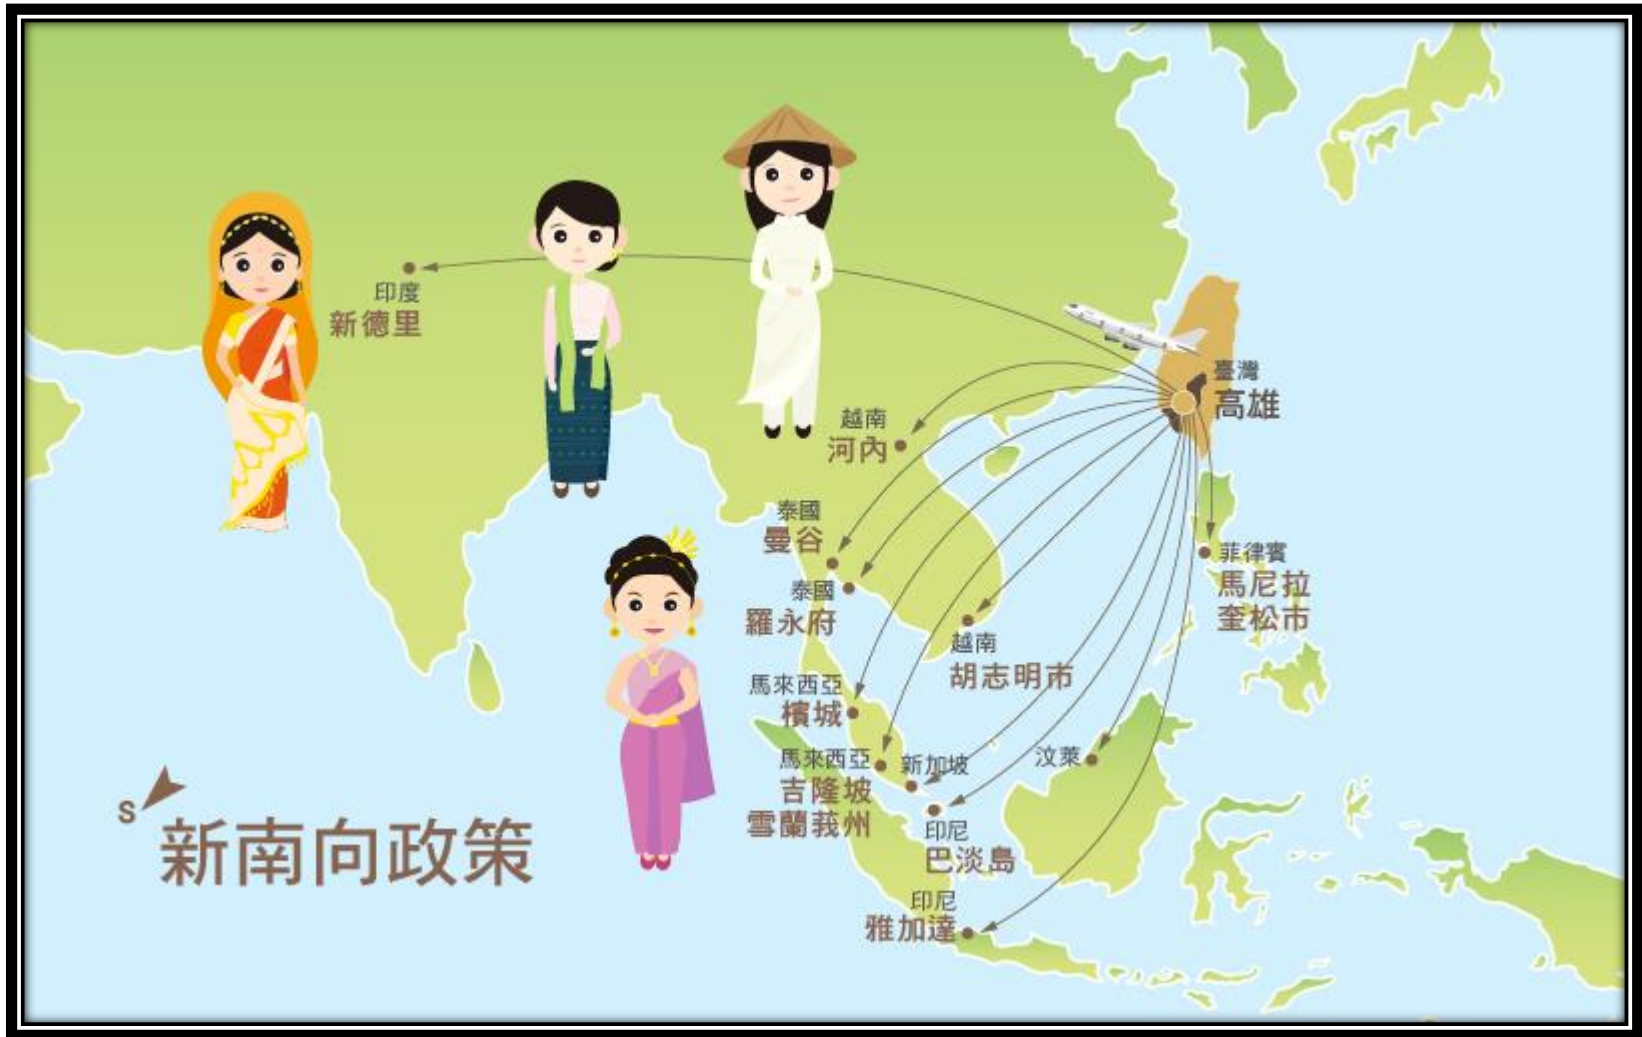 印度
新德里
臺灣
高雄
越南
河內
泰國
曼谷
泰國
羅永府
菲律賓
馬尼拉
奎松市
越南
胡志明市
馬來西亞
檳城
馬來西亞
吉隆坡
雪蘭莪州
新加坡
汶萊
印尼
巴淡島
印尼
雅加達
S
新南向政策